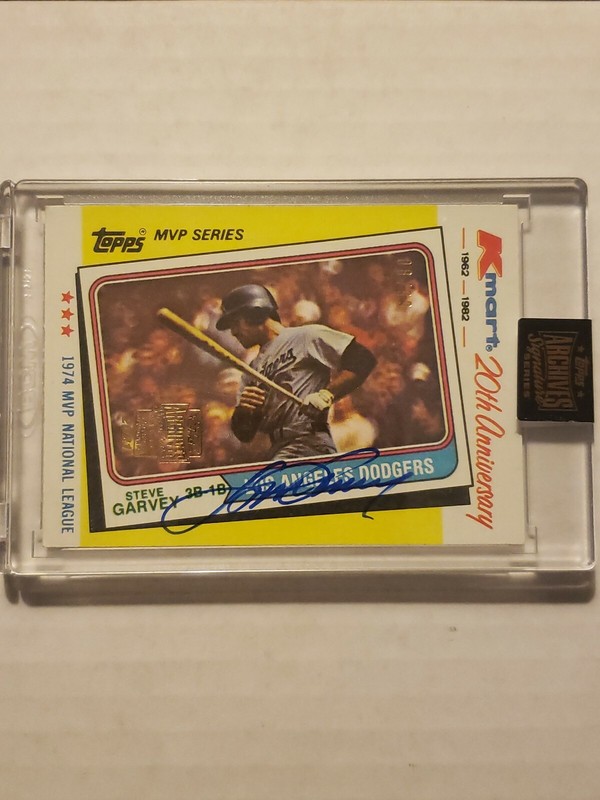 Topps® MVP SERIES
Kmart® 20th Anniversary
1962 – 1982
★★★ 1974 MVP NATIONAL LEAGUE
Dodgers
STEVE GARVEY 3B-1B
LOS ANGELES DODGERS
Topps
ARCHIVES
Signature
SERIES